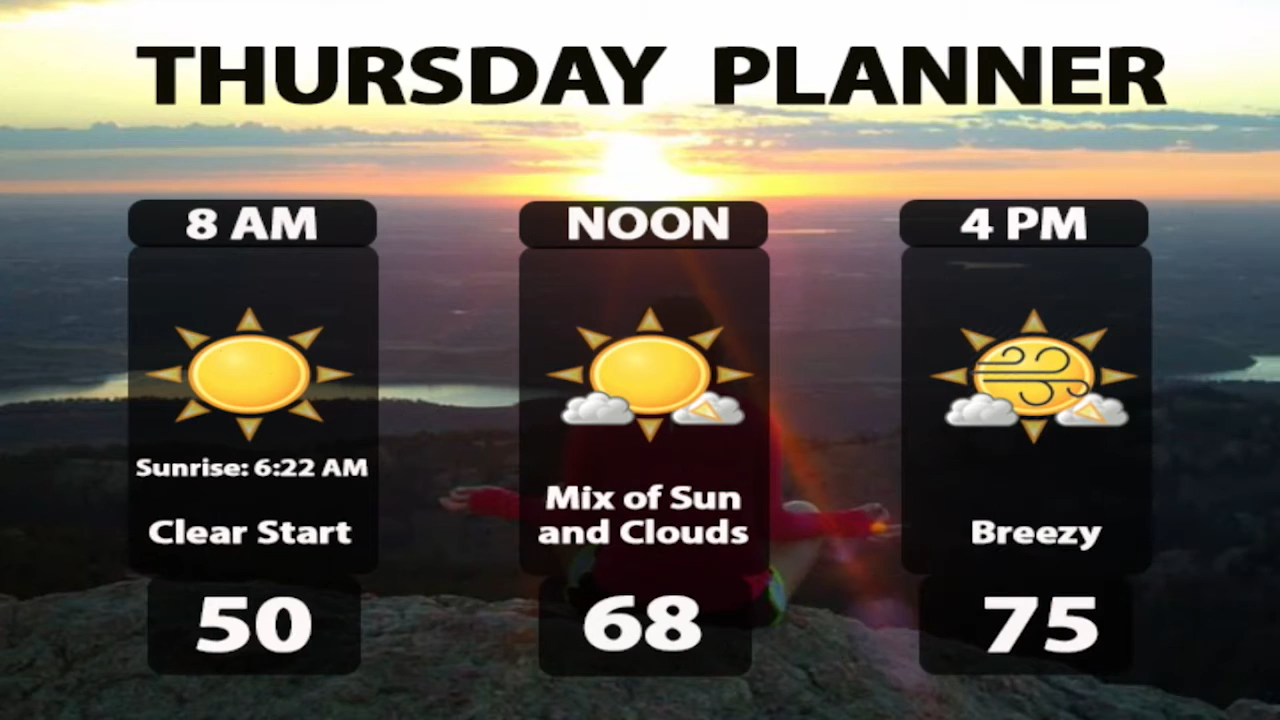 THURSDAY PLANNER
8 AM
Sunrise: 6:22 AM
Clear Start
50
NOON
Mix of Sun
and Clouds
68
4 PM
Breezy
75